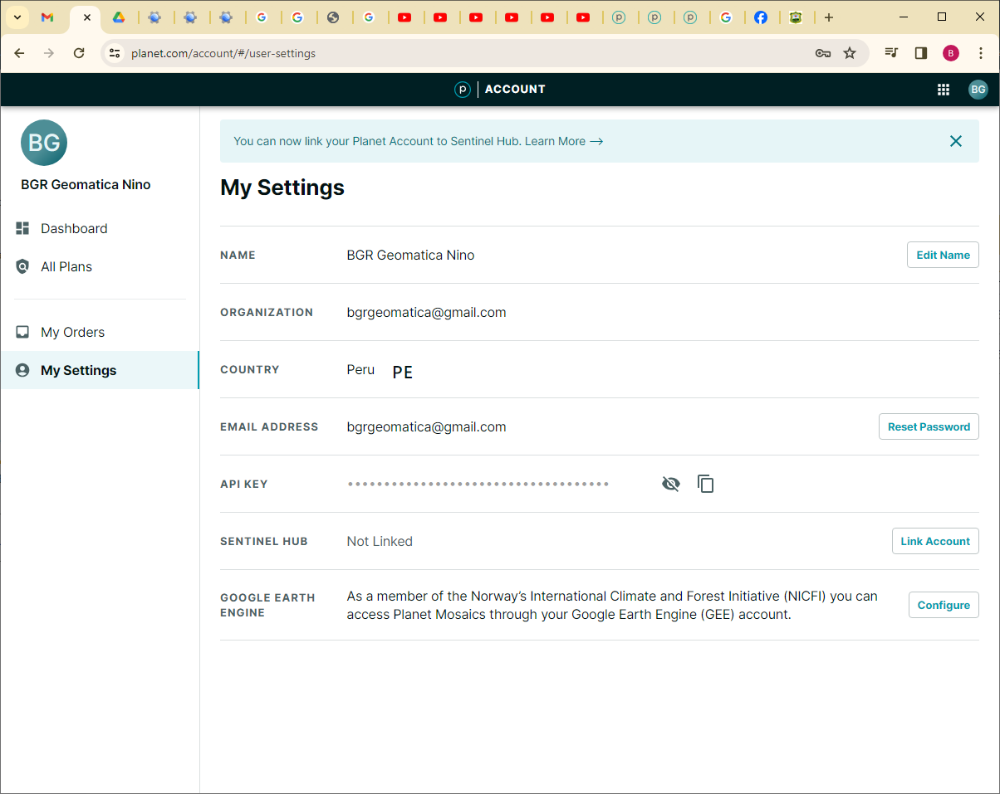 planet.com/account/#/user-settings
B
p ACCOUNT
BG
BG
BGR Geomatica Nino
Dashboard
All Plans
My Orders
My Settings
You can now link your Planet Account to Sentinel Hub. Learn More →
My Settings
NAME BGR Geomatica Nino Edit Name
ORGANIZATION bgrgeomatica@gmail.com
COUNTRY Peru PE
EMAIL ADDRESS bgrgeomatica@gmail.com Reset Password
API KEY ••••••••••••••••••••••••••••••••••••
SENTINEL HUB Not Linked Link Account
GOOGLE EARTH
ENGINE
As a member of the Norway’s International Climate and Forest Initiative (NICFI) you can
access Planet Mosaics through your Google Earth Engine (GEE) account.
Configure